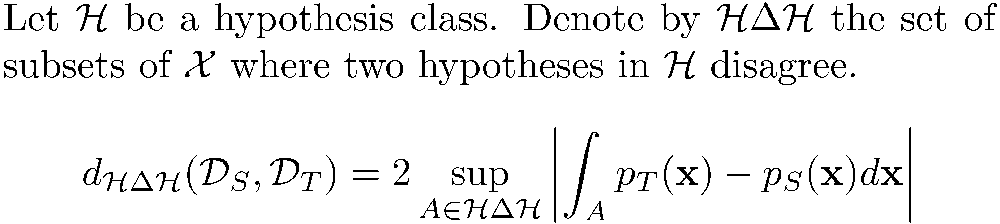 Let $\mathcal{H}$ be a hypothesis class. Denote by $\mathcal{H}\Delta\mathcal{H}$ the set of
subsets of $\mathcal{X}$ where two hypotheses in $\mathcal{H}$ disagree.
$d_{\mathcal{H}\Delta\mathcal{H}}(\mathcal{D}_S, \mathcal{D}_T) = 2 \sup_{A \in \mathcal{H}\Delta\mathcal{H}} \left| \int_A p_T(\mathbf{x}) - p_S(\mathbf{x}) d\mathbf{x} \right|$